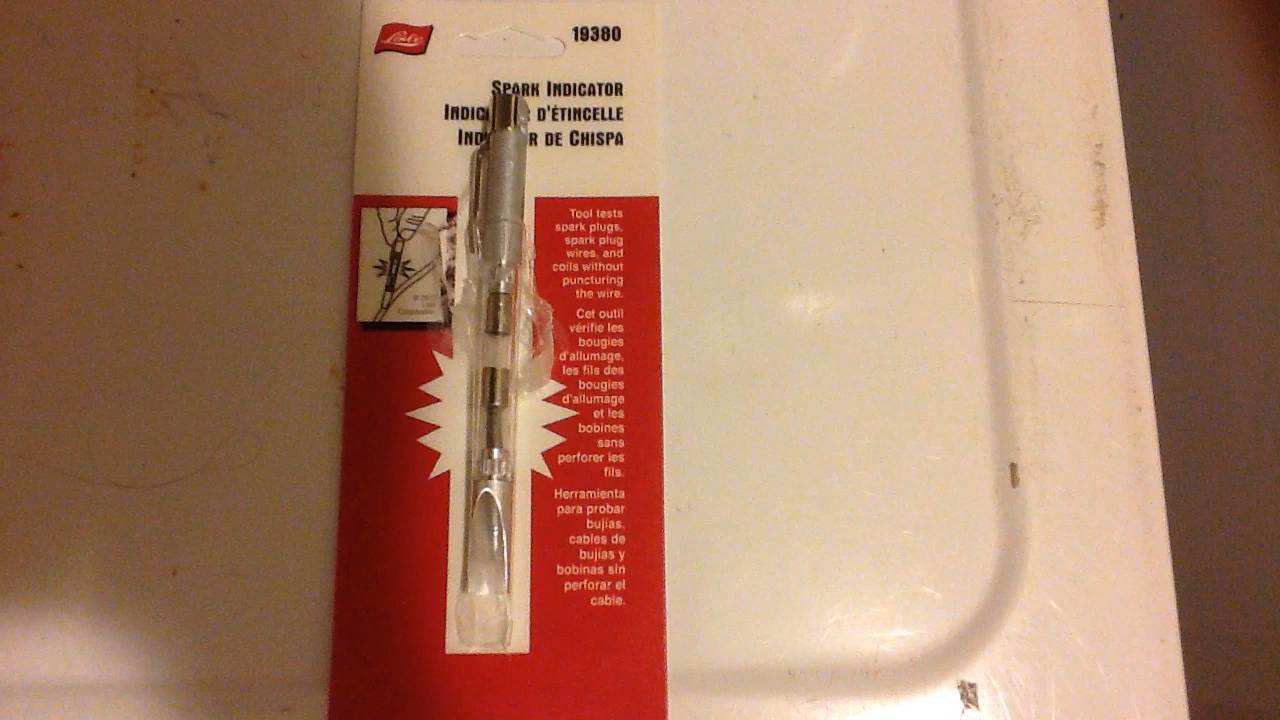 Lisle
19380
SPARK INDICATOR
D'ÉTINCELLE
DE CHISPA
Tool tests
spark plugs,
spark plug
wires, and
coils without
puncturing
the wire.
Cet outil
vérifie les
bougies
d'allumage,
les fils des
bougies
d'allumage
et les
bobines
sans
perforer les
fils.
Herramienta
para probar
bujías,
cables de
bujías y
bobinas sin
perforar el
cable.